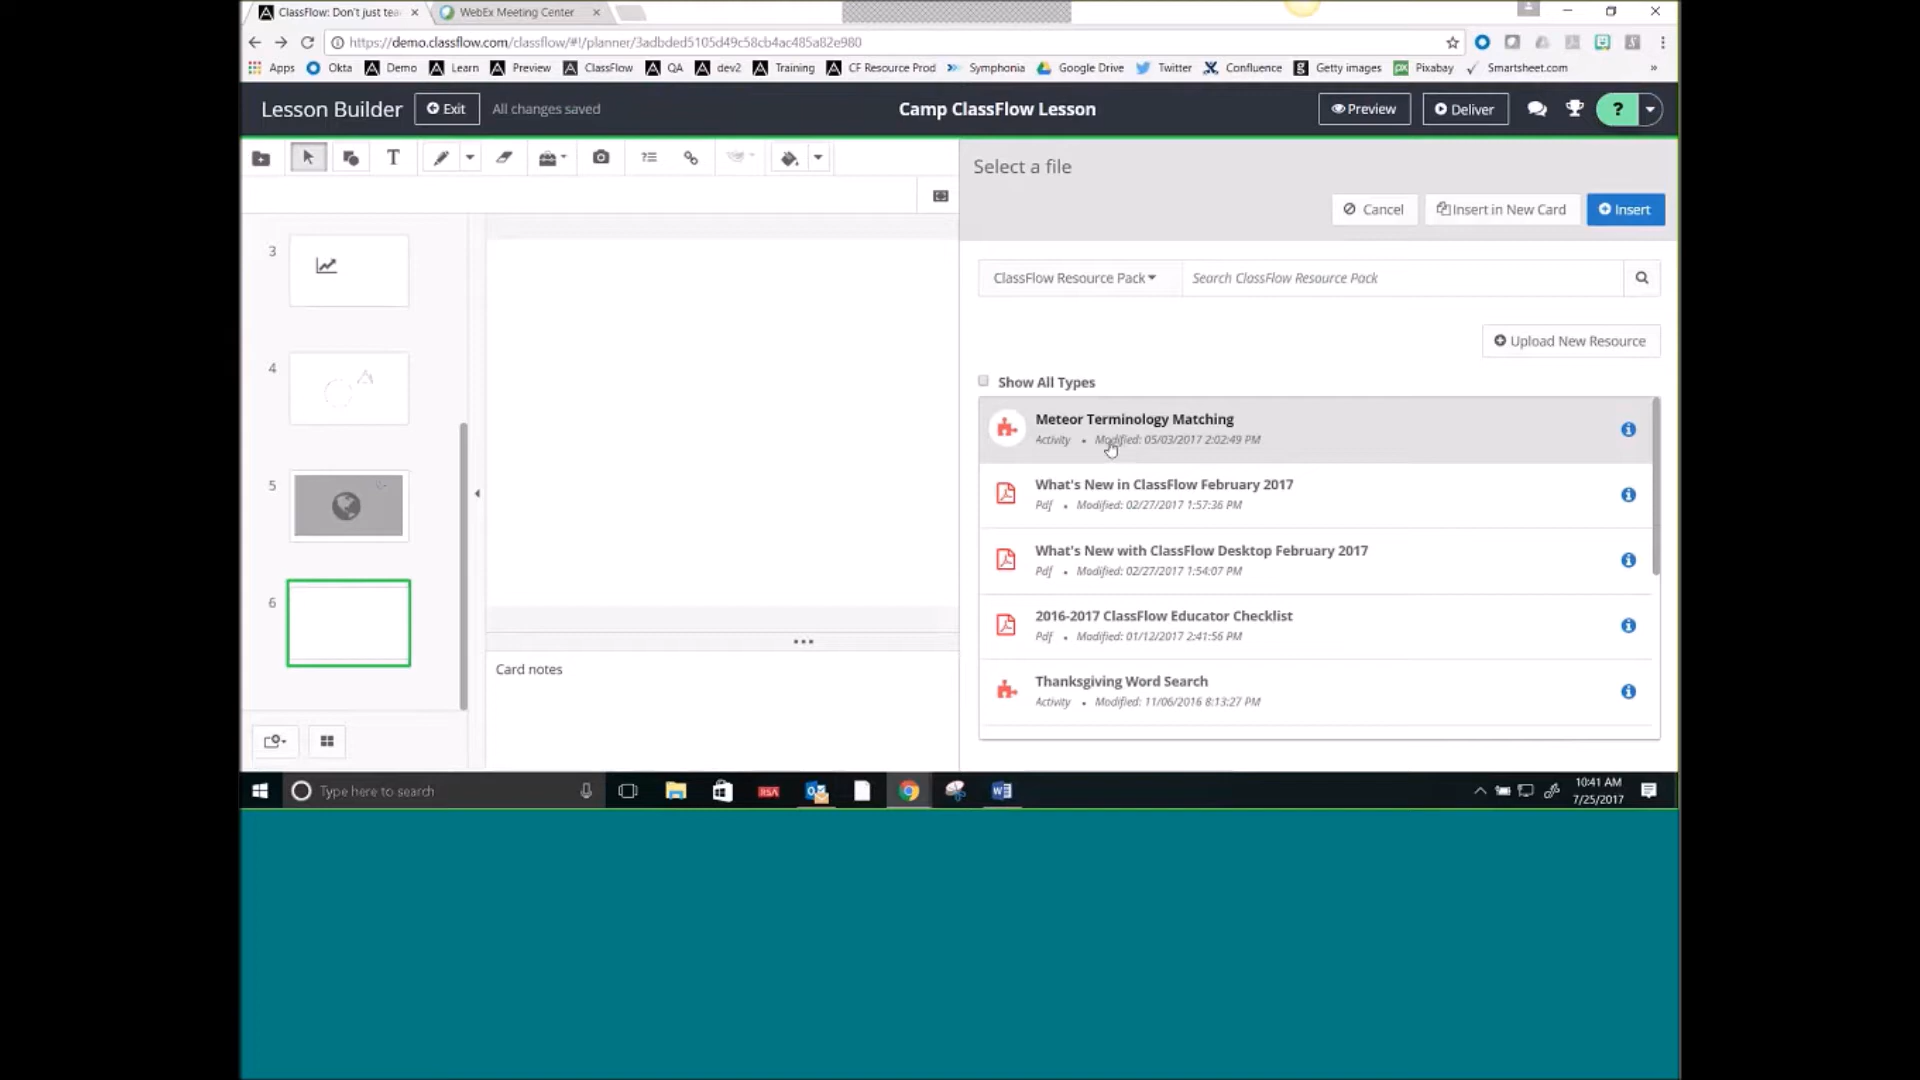 ClassFlow: Don't just tea
WebEx Meeting Center
https://demo.classflow.com/classflow/#!/planner/3adbded5105d49c58cb4ac485a82e980
Apps Okta Demo Learn Preview ClassFlow QA dev2 Training CF Resource Prod Symphonia Google Drive Twitter Confluence Getty images Pixabay Smartsheet.com »
Lesson Builder Exit All changes saved Camp ClassFlow Lesson Preview Deliver ?
T
Select a file
Cancel Insert in New Card Insert
ClassFlow Resource Pack Search ClassFlow Resource Pack
Upload New Resource
Show All Types
Meteor Terminology Matching
Activity • Modified: 05/03/2017 2:02:49 PM
What's New in ClassFlow February 2017
Pdf • Modified: 02/27/2017 1:57:36 PM
What's New with ClassFlow Desktop February 2017
Pdf • Modified: 02/27/2017 1:54:07 PM
2016-2017 ClassFlow Educator Checklist
Pdf • Modified: 01/12/2017 2:41:56 PM
Thanksgiving Word Search
Activity • Modified: 11/06/2016 8:13:27 PM
3
4
5
6
Card notes
Type here to search
RSA
10:41 AM
7/25/2017